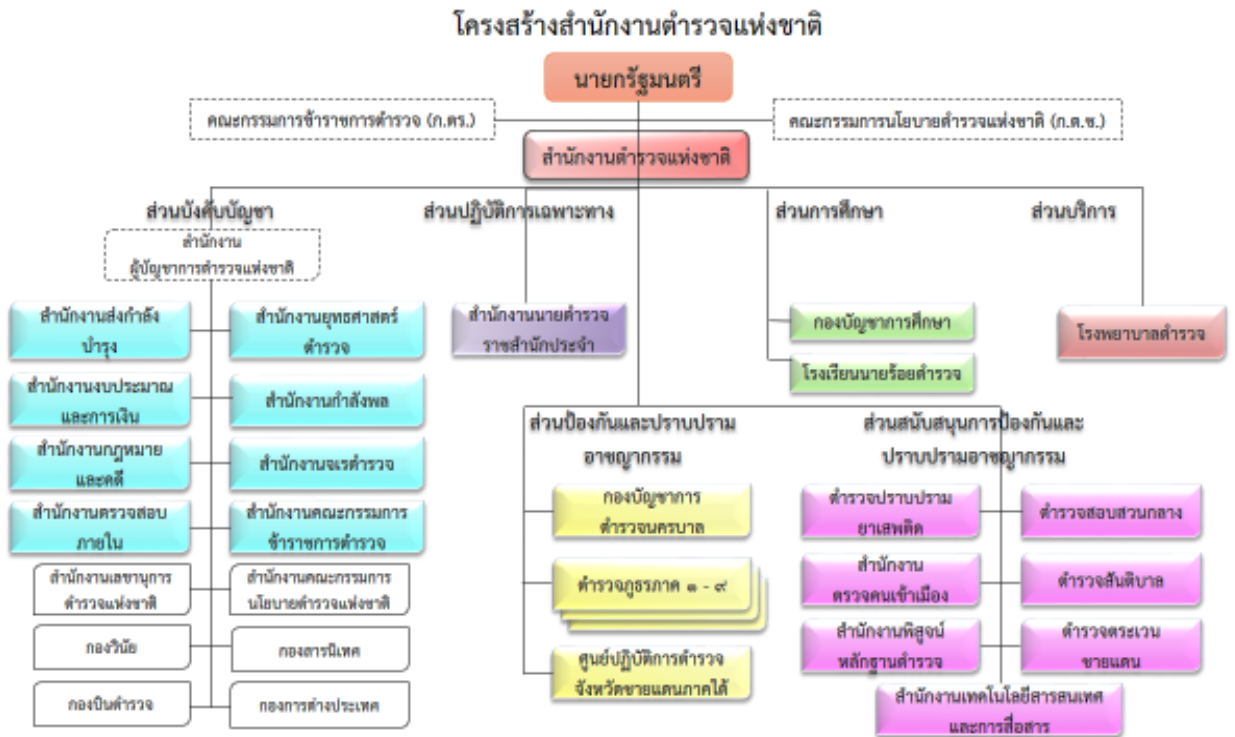 โครงสร้างสำนักงานตำรวจแห่งชาติ
นายกรัฐมนตรี
คณะกรรมการข้าราชการตำรวจ (ก.ตร.)
คณะกรรมการนโยบายตำรวจแห่งชาติ (ก.ต.ช.)
สำนักงานตำรวจแห่งชาติ
ส่วนบังคับบัญชา
ส่วนปฏิบัติการเฉพาะทาง
ส่วนการศึกษา
ส่วนบริการ
สำนักงาน
ผู้บัญชาการตำรวจแห่งชาติ
สำนักงานส่งกำลัง
บำรุง
สำนักงานยุทธศาสตร์
ตำรวจ
สำนักงานงบประมาณ
และการเงิน
สำนักงานกำลังพล
สำนักงานกฎหมาย
และคดี
สำนักงานจเรตำรวจ
สำนักงานตรวจสอบ
ภายใน
สำนักงานคณะกรรมการ
ข้าราชการตำรวจ
สำนักงานเลขานุการ
ตำรวจแห่งชาติ
สำนักงานคณะกรรมการ
นโยบายตำรวจแห่งชาติ
กองวินัย
กองสารนิเทศ
กองบินตำรวจ
กองการต่างประเทศ
สำนักงานนายตำรวจ
ราชสำนักประจำ
กองบัญชาการศึกษา
โรงเรียนนายร้อยตำรวจ
โรงพยาบาลตำรวจ
ส่วนป้องกันและปราบปราม
อาชญากรรม
กองบัญชาการ
ตำรวจนครบาล
ตำรวจภูธรภาค ๑ - ๙
ศูนย์ปฏิบัติการตำรวจ
จังหวัดชายแดนภาคใต้
ส่วนสนับสนุนการป้องกันและ
ปราบปรามอาชญากรรม
ตำรวจปราบปราม
ยาเสพติด
ตำรวจสอบสวนกลาง
สำนักงาน
ตรวจคนเข้าเมือง
ตำรวจสันติบาล
สำนักงานพิสูจน์
หลักฐานตำรวจ
ตำรวจตระเวน
ชายแดน
สำนักงานเทคโนโลยีสารสนเทศ
และการสื่อสาร